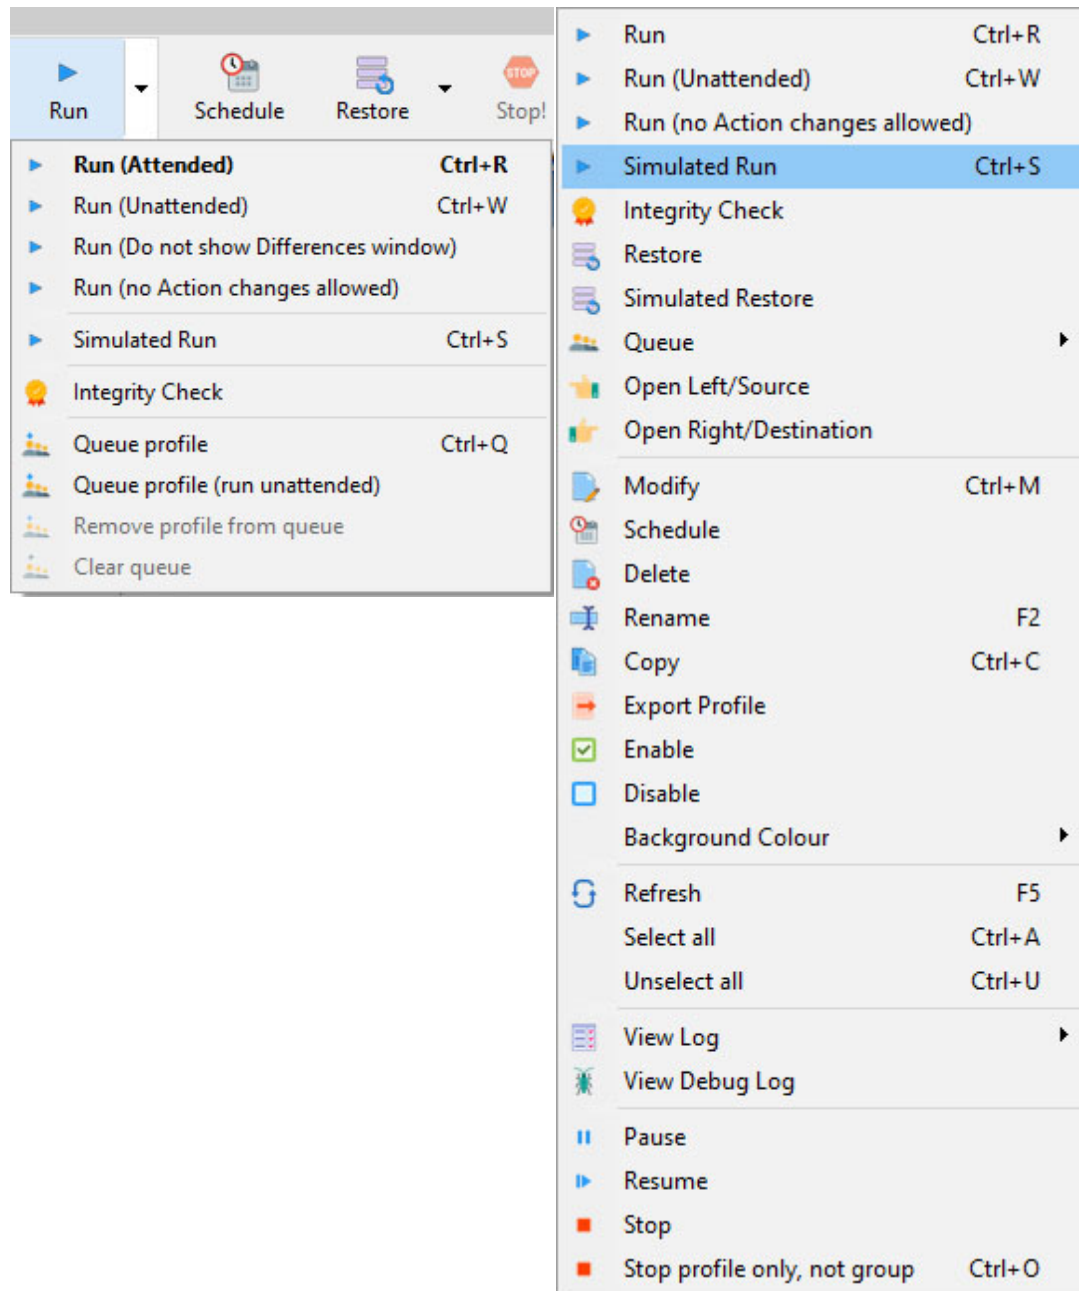 Run
Schedule
Restore
STOP
Stop!
Run (Attended) Ctrl+R
Run (Unattended) Ctrl+W
Run (Do not show Differences window)
Run (no Action changes allowed)
Simulated Run Ctrl+S
Integrity Check
Queue profile Ctrl+Q
Queue profile (run unattended)
Remove profile from queue
Clear queue
Run Ctrl+R
Run (Unattended) Ctrl+W
Run (no Action changes allowed)
Simulated Run Ctrl+S
Integrity Check
Restore
Simulated Restore
Queue
Open Left/Source
Open Right/Destination
Modify Ctrl+M
Schedule
Delete
Rename F2
Copy Ctrl+C
Export Profile
Enable
Disable
Background Colour
Refresh F5
Select all Ctrl+A
Unselect all Ctrl+U
View Log
View Debug Log
Pause
Resume
Stop
Stop profile only, not group Ctrl+O